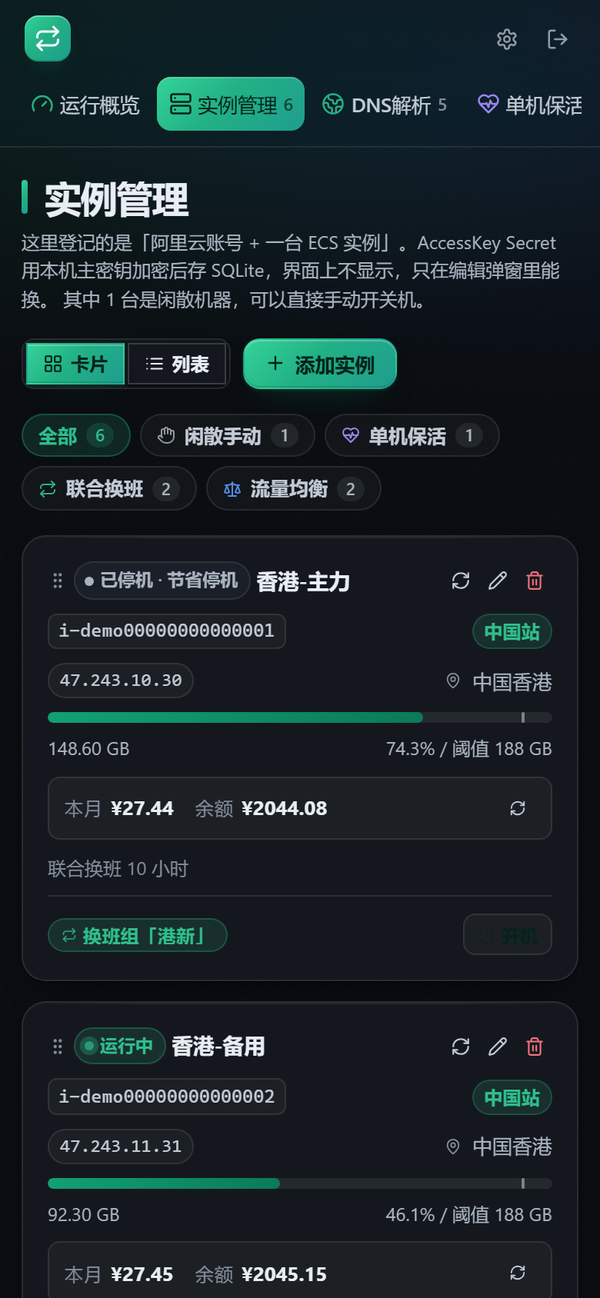 运行概览 实例管理 6 DNS解析 5 单机保活
实例管理
这里登记的是「阿里云账号 + 一台 ECS 实例」。AccessKey Secret
用本机主密钥加密后存 SQLite，界面上不显示，只在编辑弹窗里能
换。 其中 1 台是闲散机器，可以直接手动开关机。
卡片 列表 + 添加实例
全部 6 闲散手动 1 单机保活 1
联合换班 2 流量均衡 2
已停机 · 节省停机 香港-主力
i-demo00000000000001 中国站
47.243.10.30 中国香港
148.60 GB 74.3% / 阈值 188 GB
本月 ¥27.44 余额 ¥2044.08
联合换班 10 小时
换班组「港新」 开机
运行中 香港-备用
i-demo00000000000002 中国站
47.243.11.31 中国香港
92.30 GB 46.1% / 阈值 188 GB
本月 ¥27.45 余额 ¥2045.15